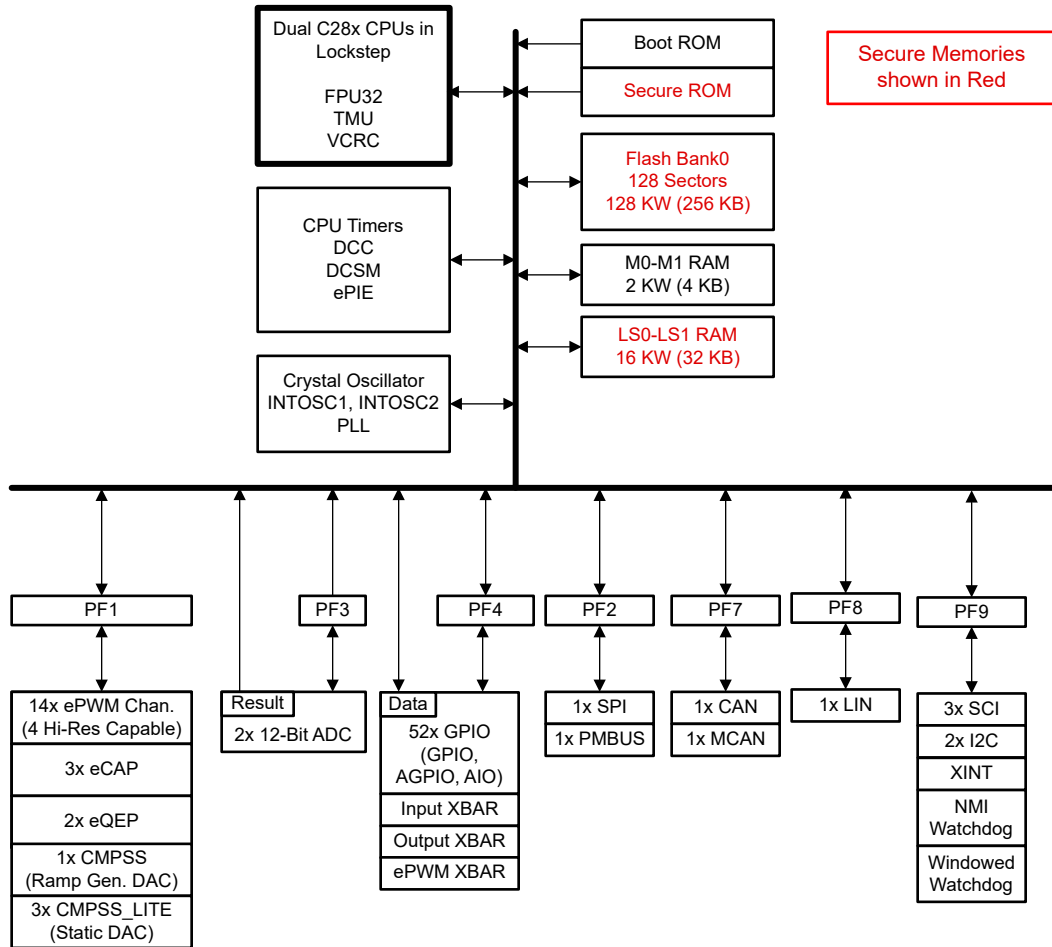 Dual C28x CPUs in
Lockstep
FPU32
TMU
VCRC
CPU Timers
DCC
DCSM
ePIE
Crystal Oscillator
INTOSC1, INTOSC2
PLL
Boot ROM
Secure ROM
Flash Bank0
128 Sectors
128 KW (256 KB)
M0-M1 RAM
2 KW (4 KB)
LS0-LS1 RAM
16 KW (32 KB)
Secure Memories
shown in Red
PF1
PF3
PF4
PF2
PF7
PF8
PF9
14x ePWM Chan.
(4 Hi-Res Capable)
3x eCAP
2x eQEP
1x CMPSS
(Ramp Gen. DAC)
3x CMPSS_LITE
(Static DAC)
Result
2x 12-Bit ADC
Data
52x GPIO
(GPIO,
AGPIO, AIO)
Input XBAR
Output XBAR
ePWM XBAR
1x SPI
1x PMBUS
1x CAN
1x MCAN
1x LIN
3x SCI
2x I2C
XINT
NMI
Watchdog
Windowed
Watchdog